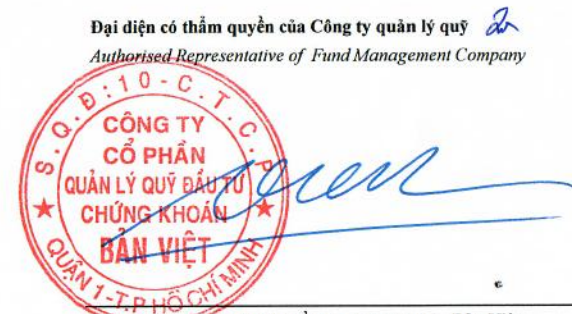 Đại diện có thẩm quyền của Công ty quản lý quỹ
Authorised Representative of Fund Management Company
S.Q.Đ:10-C.T.C.P
CÔNG TY
CỔ PHẦN
QUẢN LÝ QUỸ ĐẦU TƯ
CHỨNG KHOÁN
BẢN VIỆT
QUẬN 1-T.P HỒ CHÍ MINH